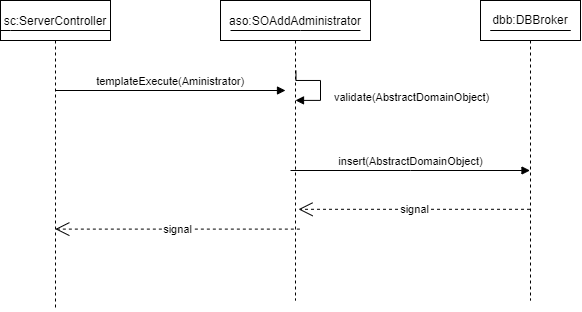 sc:ServerController
aso:SOAddAdministrator
dbb:DBBroker
templateExecute(Aministrator)
validate(AbstractDomainObject)
insert(AbstractDomainObject)
signal
signal